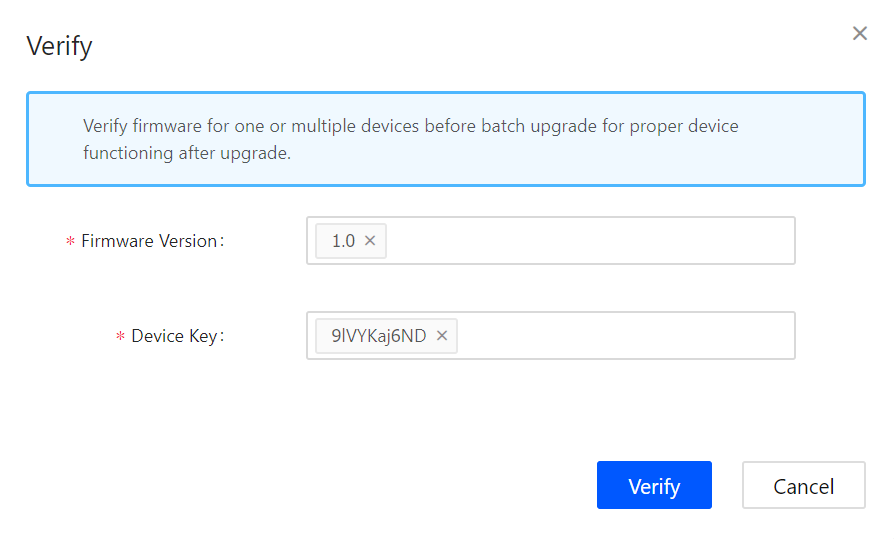 Verify
Verify firmware for one or multiple devices before batch upgrade for proper device
functioning after upgrade.
* Firmware Version:
1.0 ×
* Device Key:
9lVYKaj6ND ×
Verify
Cancel